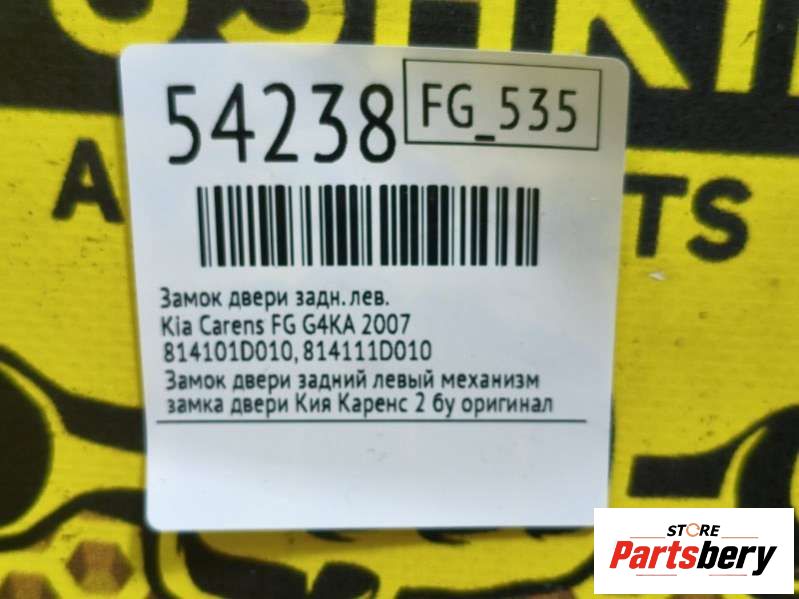 54238
FG_535
Замок двери задн. лев.
Kia Carens FG G4KA 2007
814101D010, 814111D010
Замок двери задний левый механизм
замка двери Кия Каренс 2 бу оригинал
STORE
Partsbery